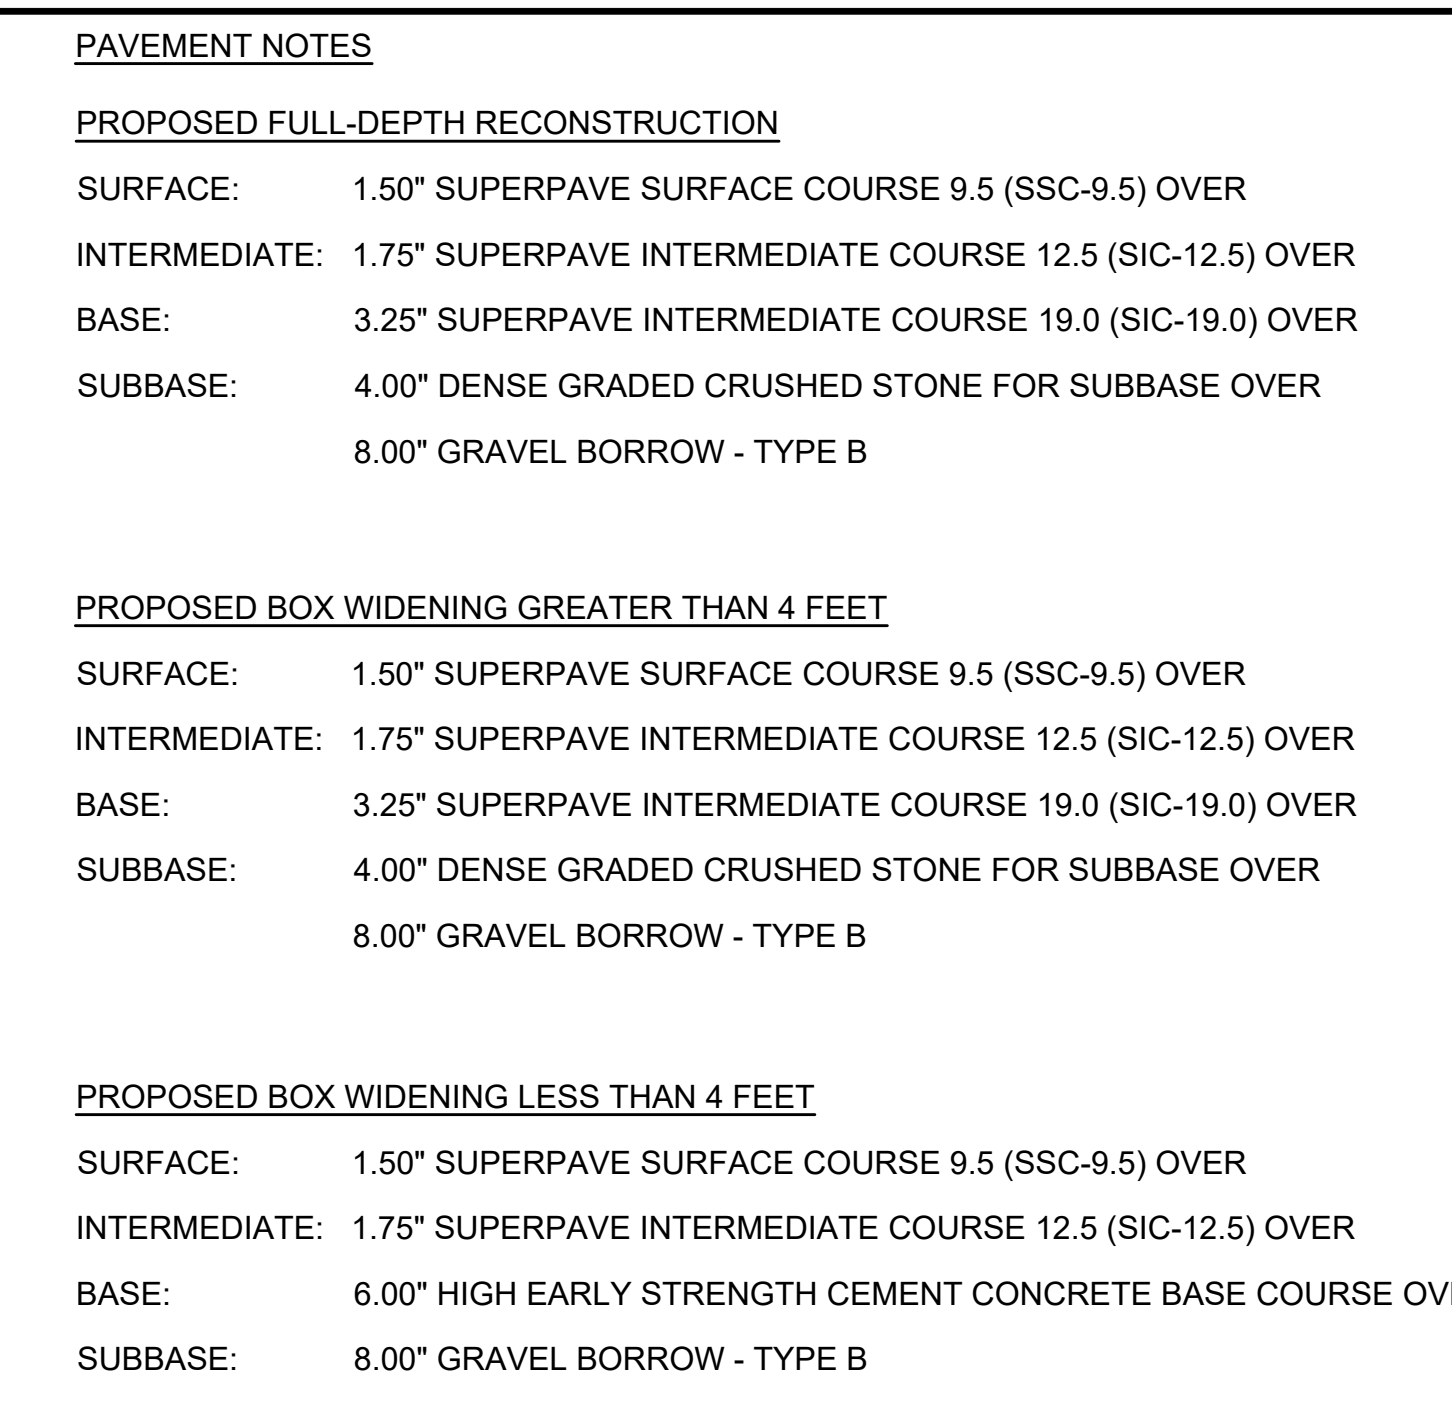 PAVEMENT NOTES
PROPOSED FULL-DEPTH RECONSTRUCTION
SURFACE: 1.50" SUPERPAVE SURFACE COURSE 9.5 (SSC-9.5) OVER
INTERMEDIATE: 1.75" SUPERPAVE INTERMEDIATE COURSE 12.5 (SIC-12.5) OVER
BASE: 3.25" SUPERPAVE INTERMEDIATE COURSE 19.0 (SIC-19.0) OVER
SUBBASE: 4.00" DENSE GRADED CRUSHED STONE FOR SUBBASE OVER
8.00" GRAVEL BORROW - TYPE B
PROPOSED BOX WIDENING GREATER THAN 4 FEET
SURFACE: 1.50" SUPERPAVE SURFACE COURSE 9.5 (SSC-9.5) OVER
INTERMEDIATE: 1.75" SUPERPAVE INTERMEDIATE COURSE 12.5 (SIC-12.5) OVER
BASE: 3.25" SUPERPAVE INTERMEDIATE COURSE 19.0 (SIC-19.0) OVER
SUBBASE: 4.00" DENSE GRADED CRUSHED STONE FOR SUBBASE OVER
8.00" GRAVEL BORROW - TYPE B
PROPOSED BOX WIDENING LESS THAN 4 FEET
SURFACE: 1.50" SUPERPAVE SURFACE COURSE 9.5 (SSC-9.5) OVER
INTERMEDIATE: 1.75" SUPERPAVE INTERMEDIATE COURSE 12.5 (SIC-12.5) OVER
BASE: 6.00" HIGH EARLY STRENGTH CEMENT CONCRETE BASE COURSE
SUBBASE: 8.00" GRAVEL BORROW - TYPE B